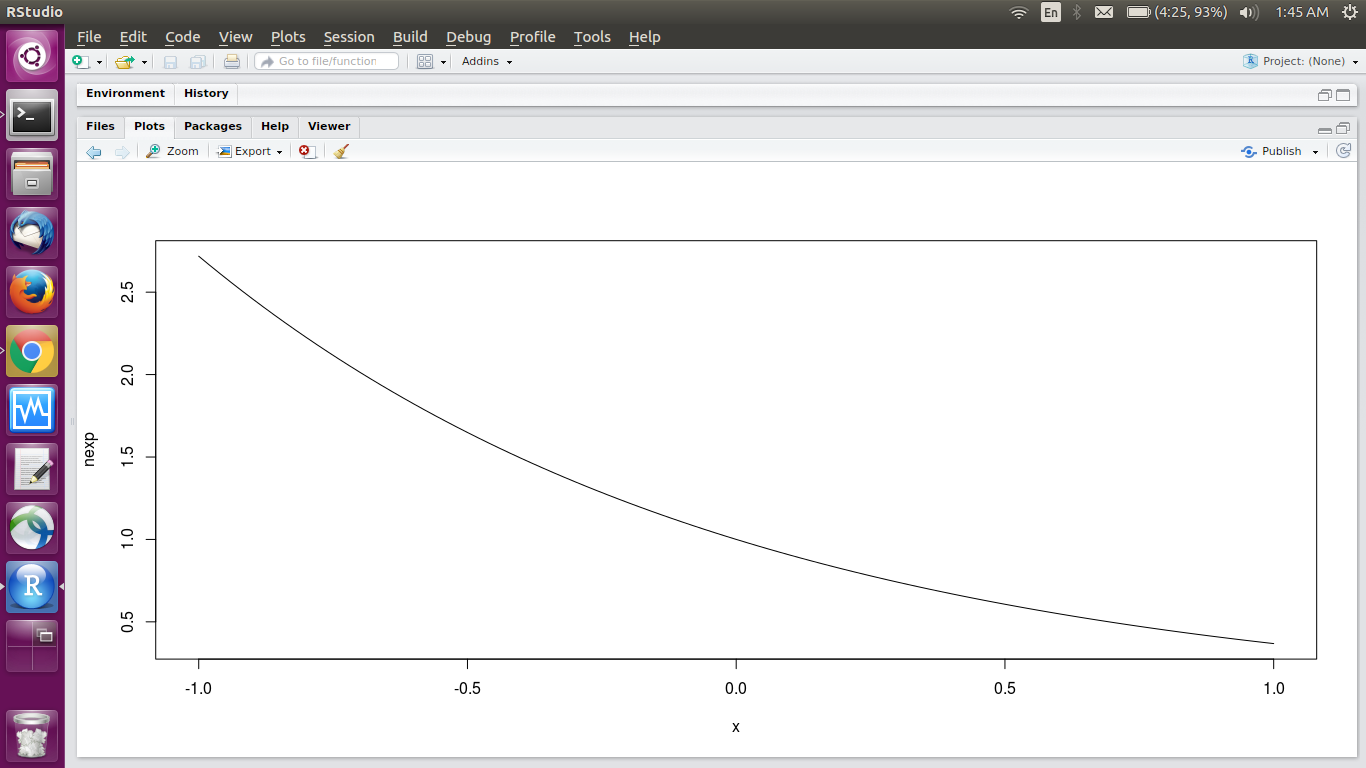 RStudio
En
(4:25, 93%)
1:45 AM
File Edit Code View Plots Session Build Debug Profile Tools Help
Go to file/function
Addins
Project: (None)
Environment History
Files Plots Packages Help Viewer
Zoom Export Publish
2.5
2.0
1.5
1.0
0.5
nexp
-1.0 -0.5 0.0 0.5 1.0
x
R